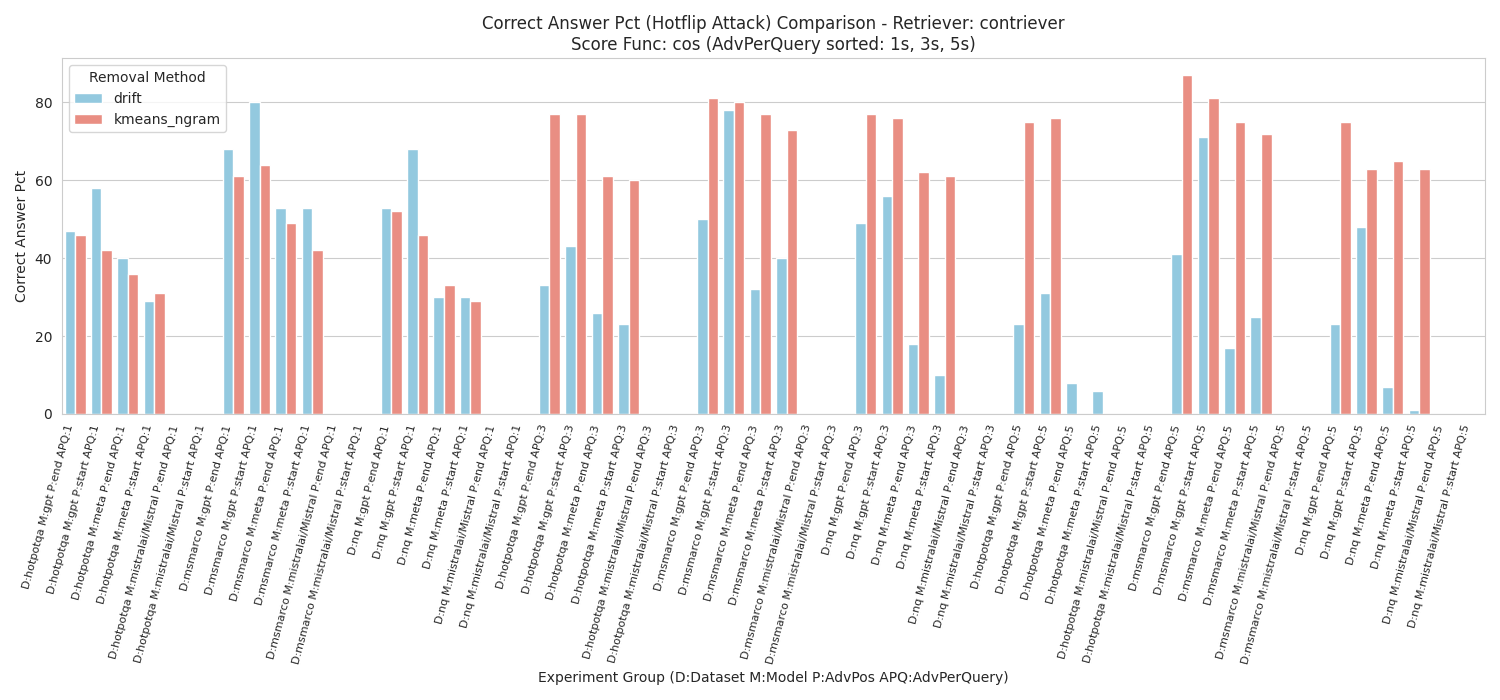 Correct Answer Pct (Hotflip Attack) Comparison - Retriever: contriever
Score Func: cos (AdvPerQuery sorted: 1s, 3s, 5s)
Removal Method
drift
kmeans_ngram
Correct Answer Pct
80
60
40
20
0
D:hotpotqa M:gpt P:end APQ:1
D:hotpotqa M:gpt P:start APQ:1
D:hotpotqa M:meta P:end APQ:1
D:hotpotqa M:meta P:start APQ:1
D:hotpotqa M:mistralai/Mistral P:end APQ:1
D:hotpotqa M:mistralai/Mistral P:start APQ:1
D:msmarco M:gpt P:end APQ:1
D:msmarco M:gpt P:start APQ:1
D:msmarco M:meta P:end APQ:1
D:msmarco M:meta P:start APQ:1
D:msmarco M:mistralai/Mistral P:end APQ:1
D:msmarco M:mistralai/Mistral P:start APQ:1
D:nq M:gpt P:end APQ:1
D:nq M:gpt P:start APQ:1
D:nq M:meta P:end APQ:1
D:nq M:meta P:start APQ:1
D:nq M:mistralai/Mistral P:end APQ:1
D:nq M:mistralai/Mistral P:start APQ:1
D:hotpotqa M:gpt P:end APQ:3
D:hotpotqa M:gpt P:start APQ:3
D:hotpotqa M:meta P:end APQ:3
D:hotpotqa M:meta P:start APQ:3
D:hotpotqa M:mistralai/Mistral P:end APQ:3
D:hotpotqa M:mistralai/Mistral P:start APQ:3
D:msmarco M:gpt P:end APQ:3
D:msmarco M:gpt P:start APQ:3
D:msmarco M:meta P:end APQ:3
D:msmarco M:meta P:start APQ:3
D:msmarco M:mistralai/Mistral P:end APQ:3
D:msmarco M:mistralai/Mistral P:start APQ:3
D:nq M:gpt P:end APQ:3
D:nq M:gpt P:start APQ:3
D:nq M:meta P:end APQ:3
D:nq M:meta P:start APQ:3
D:nq M:mistralai/Mistral P:end APQ:3
D:nq M:mistralai/Mistral P:start APQ:3
D:hotpotqa M:gpt P:end APQ:5
D:hotpotqa M:gpt P:start APQ:5
D:hotpotqa M:meta P:end APQ:5
D:hotpotqa M:meta P:start APQ:5
D:hotpotqa M:mistralai/Mistral P:end APQ:5
D:hotpotqa M:mistralai/Mistral P:start APQ:5
D:msmarco M:gpt P:end APQ:5
D:msmarco M:gpt P:start APQ:5
D:msmarco M:meta P:end APQ:5
D:msmarco M:meta P:start APQ:5
D:msmarco M:mistralai/Mistral P:end APQ:5
D:msmarco M:mistralai/Mistral P:start APQ:5
D:nq M:gpt P:end APQ:5
D:nq M:gpt P:start APQ:5
D:nq M:meta P:end APQ:5
D:nq M:meta P:start APQ:5
D:nq M:mistralai/Mistral P:end APQ:5
D:nq M:mistralai/Mistral P:start APQ:5
Experiment Group (D:Dataset M:Model P:AdvPos APQ:AdvPerQuery)